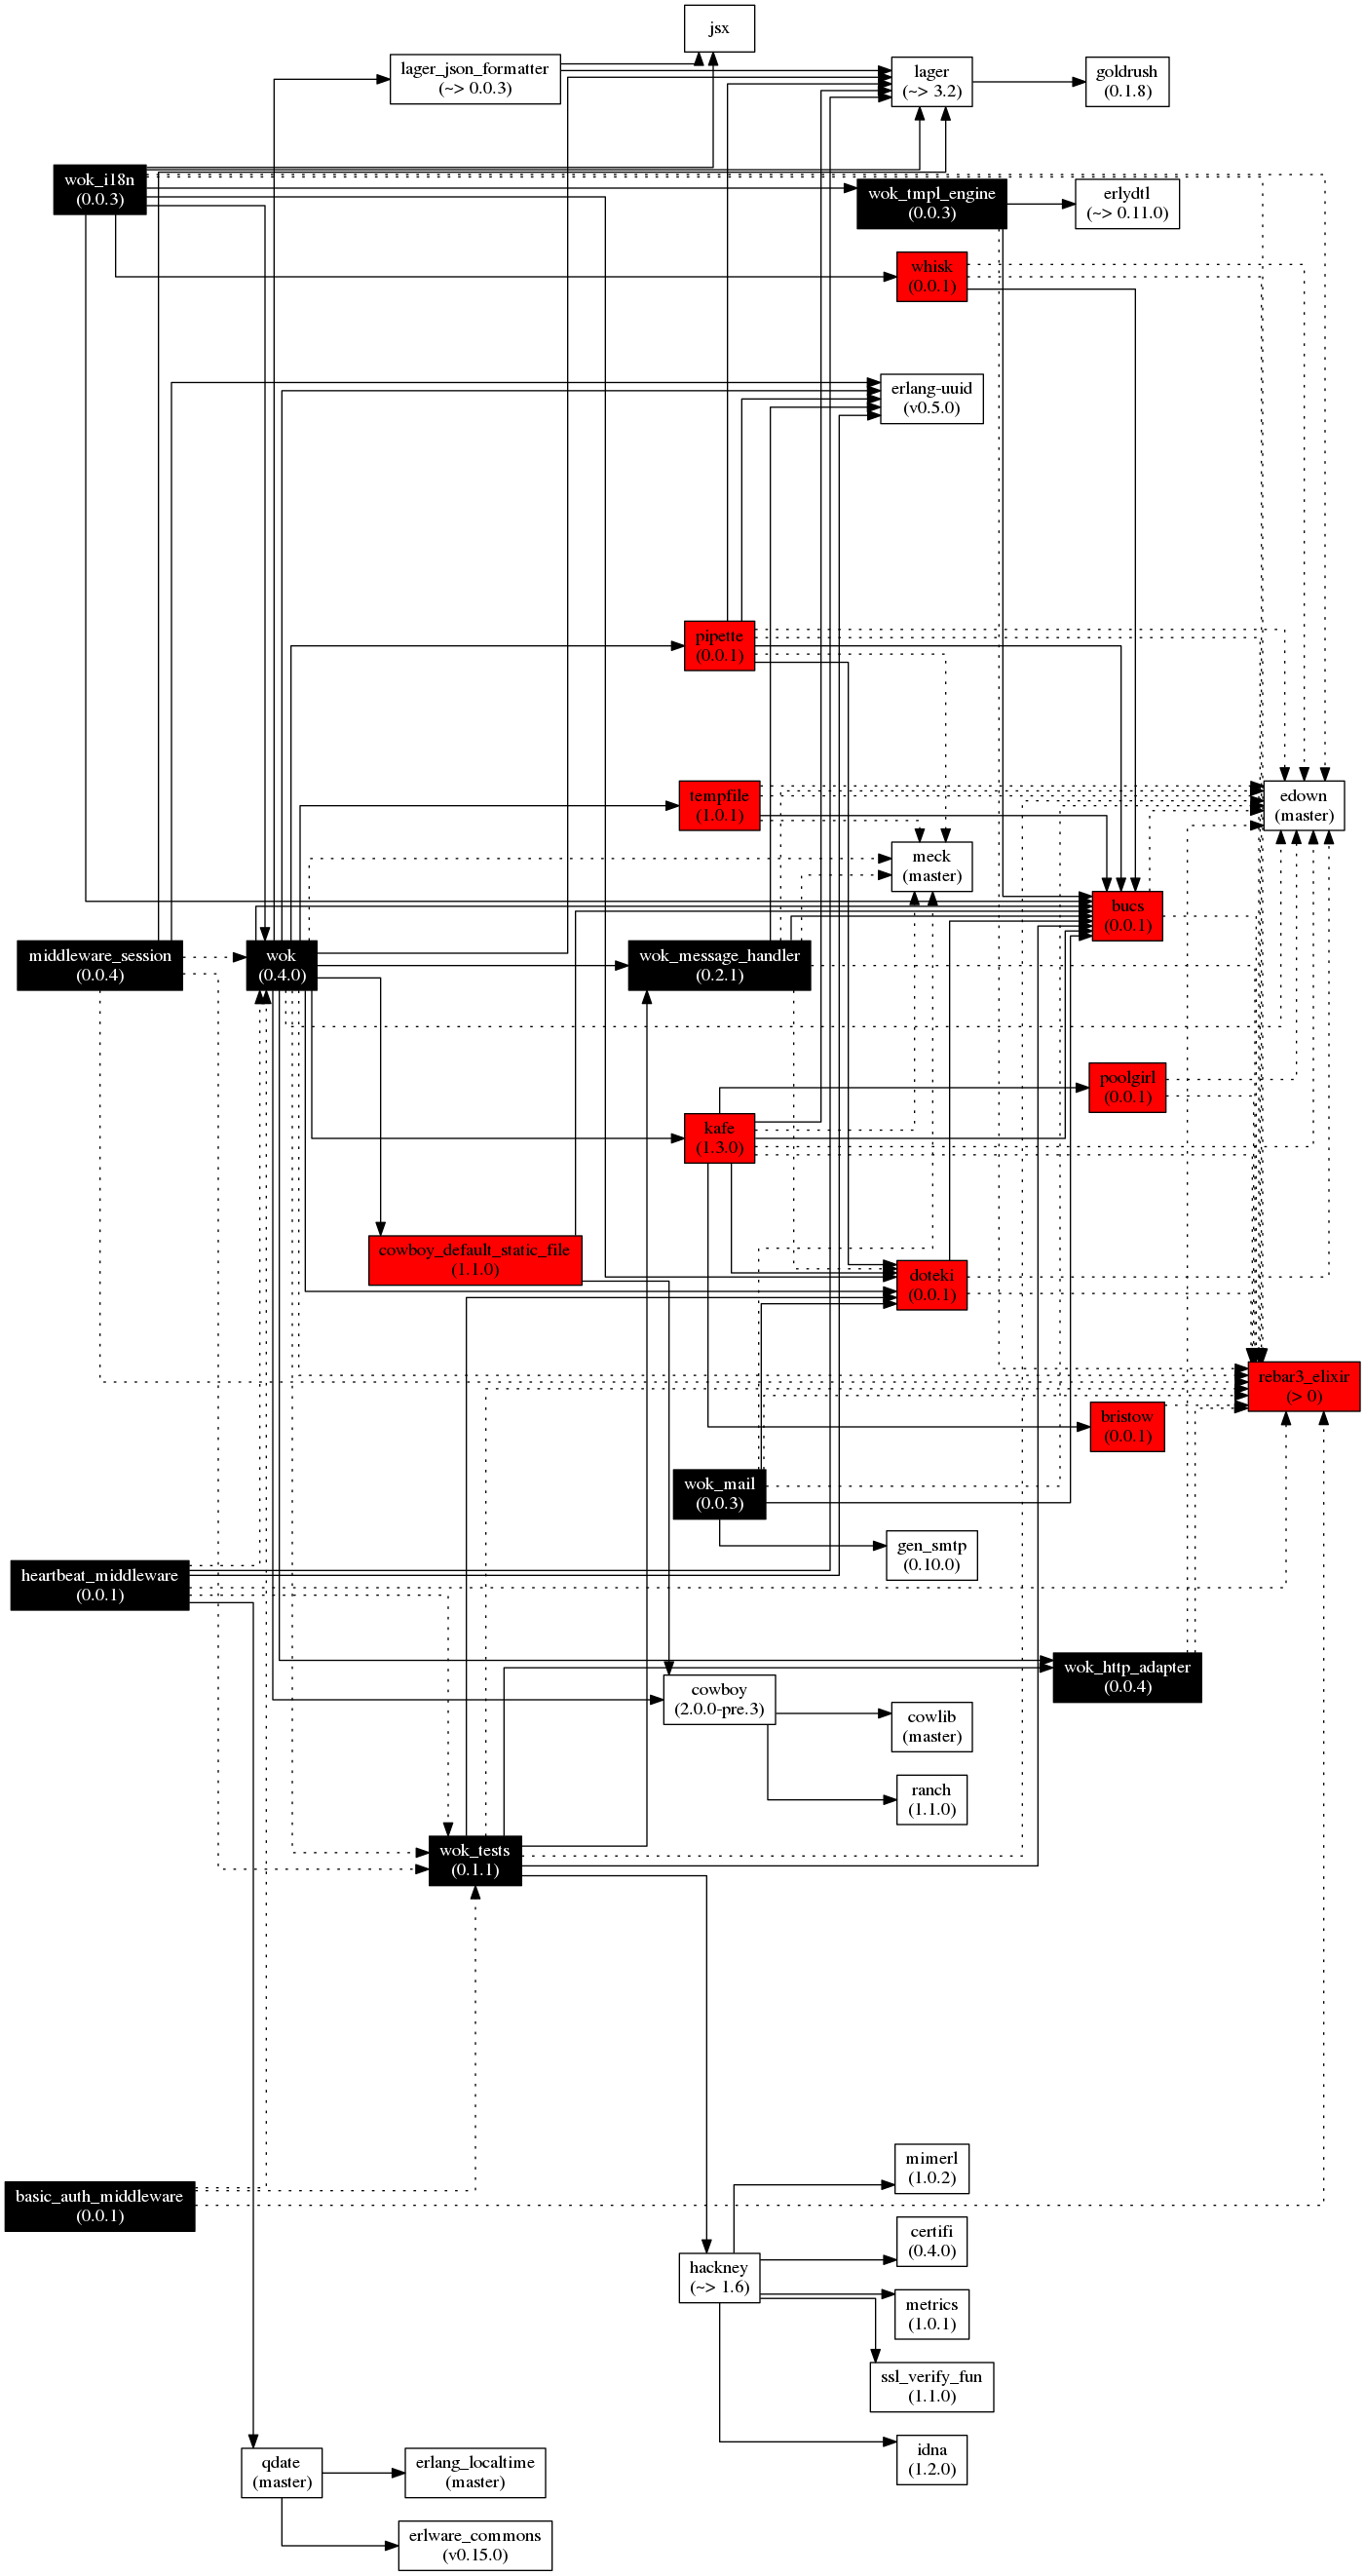 jsx
lager_json_formatter
(~> 0.0.3)
lager
(~> 3.2)
goldrush
(0.1.8)
wok_i18n
(0.0.3)
wok_tmpl_engine
(0.0.3)
erlydtl
(~> 0.11.0)
whisk
(0.0.1)
erlang-uuid
(v0.5.0)
pipette
(0.0.1)
tempfile
(1.0.1)
edown
(master)
meck
(master)
bucs
(0.0.1)
middleware_session
(0.0.4)
wok
(0.4.0)
wok_message_handler
(0.2.1)
poolgirl
(0.0.1)
kafe
(1.3.0)
cowboy_default_static_file
(1.1.0)
doteki
(0.0.1)
rebar3_elixir
(> 0)
bristow
(0.0.1)
wok_mail
(0.0.3)
gen_smtp
(0.10.0)
heartbeat_middleware
(0.0.1)
wok_http_adapter
(0.0.4)
cowboy
(2.0.0-pre.3)
cowlib
(master)
ranch
(1.1.0)
wok_tests
(0.1.1)
mimerl
(1.0.2)
basic_auth_middleware
(0.0.1)
certifi
(0.4.0)
hackney
(~> 1.6)
metrics
(1.0.1)
ssl_verify_fun
(1.1.0)
idna
(1.2.0)
qdate
(master)
erlang_localtime
(master)
erlware_commons
(v0.15.0)